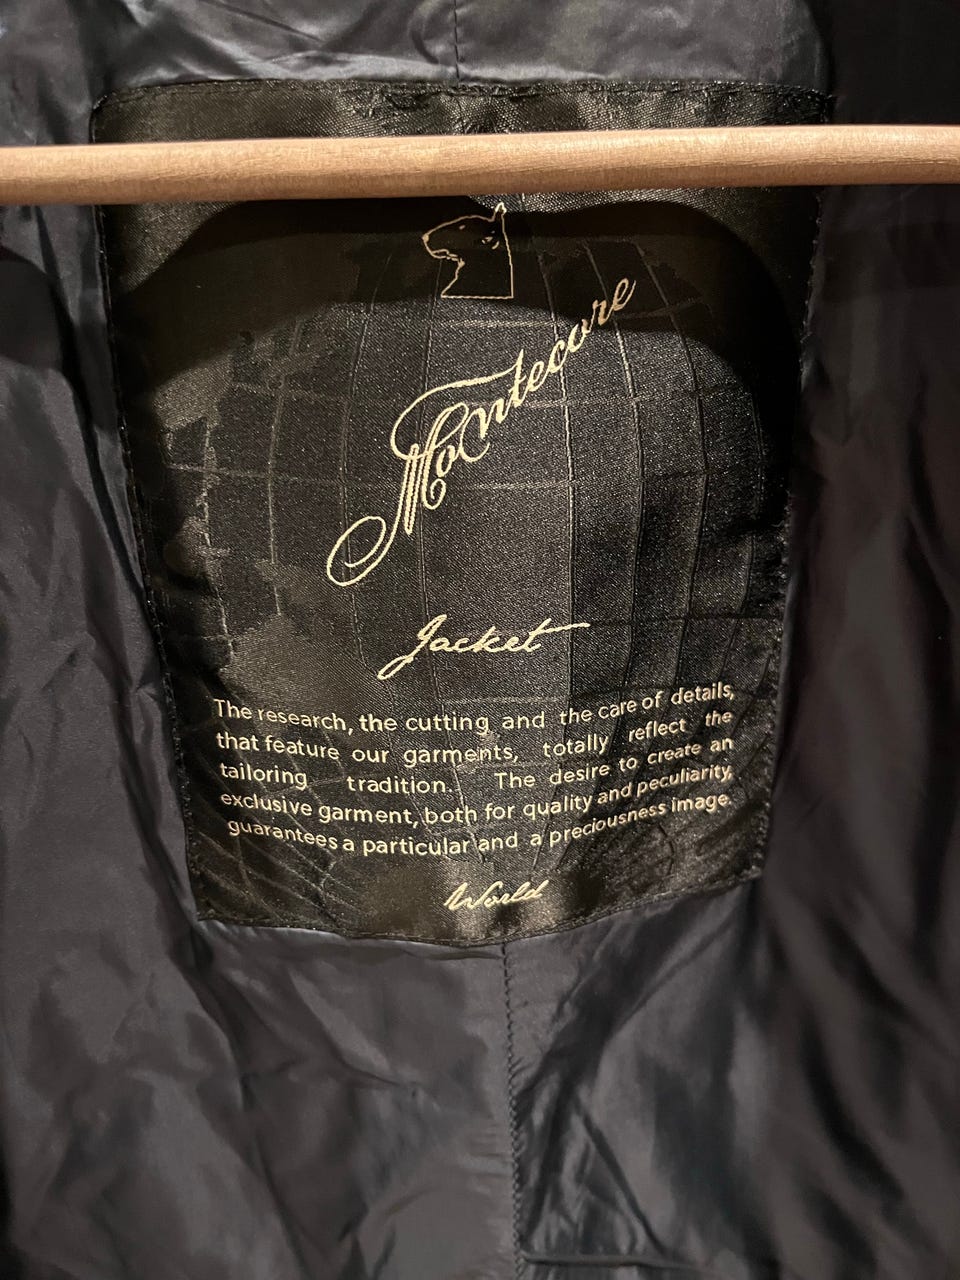 Montecore
Jacket
The research, the cutting and the care of details,
that feature our garments, totally reflect the
tailoring tradition. The desire to create an
exclusive garment, both for quality and peculiarity,
guarantees a particular and a preciousness image.
World